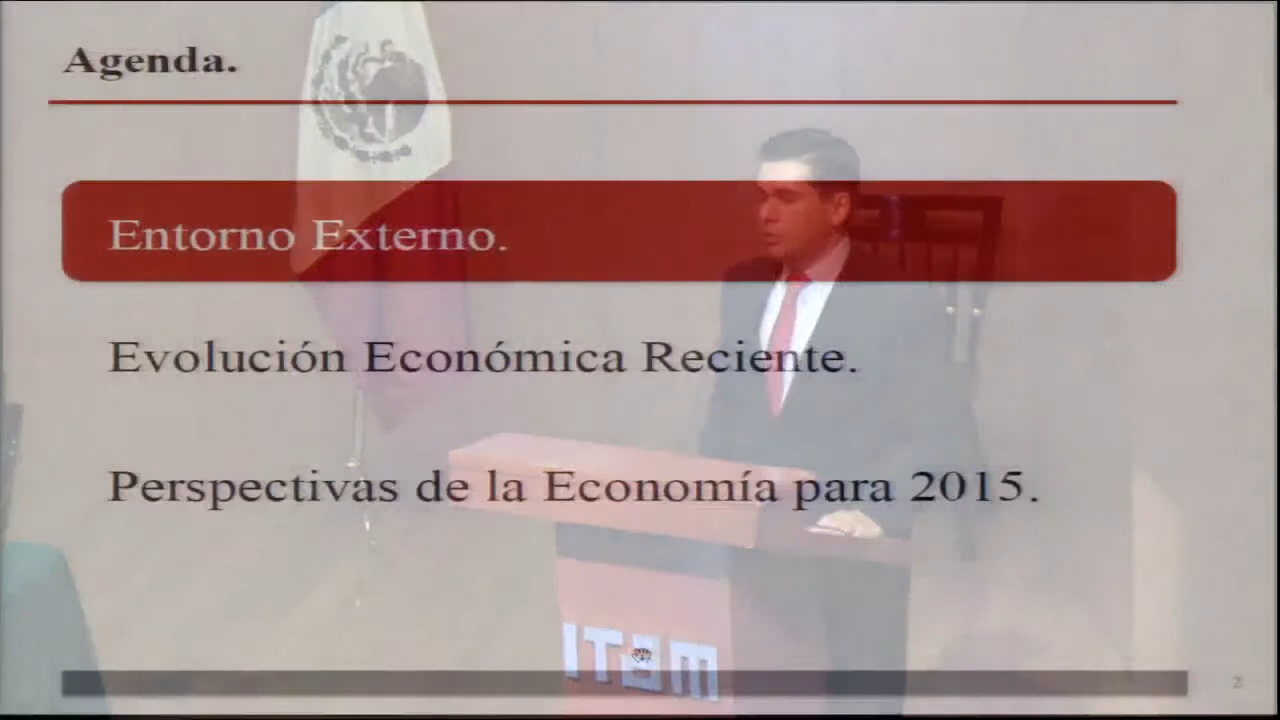 Agenda.
Entorno Externo.
Evolución Económica Reciente.
Perspectivas de la Economía para 2015.
ITAM
2